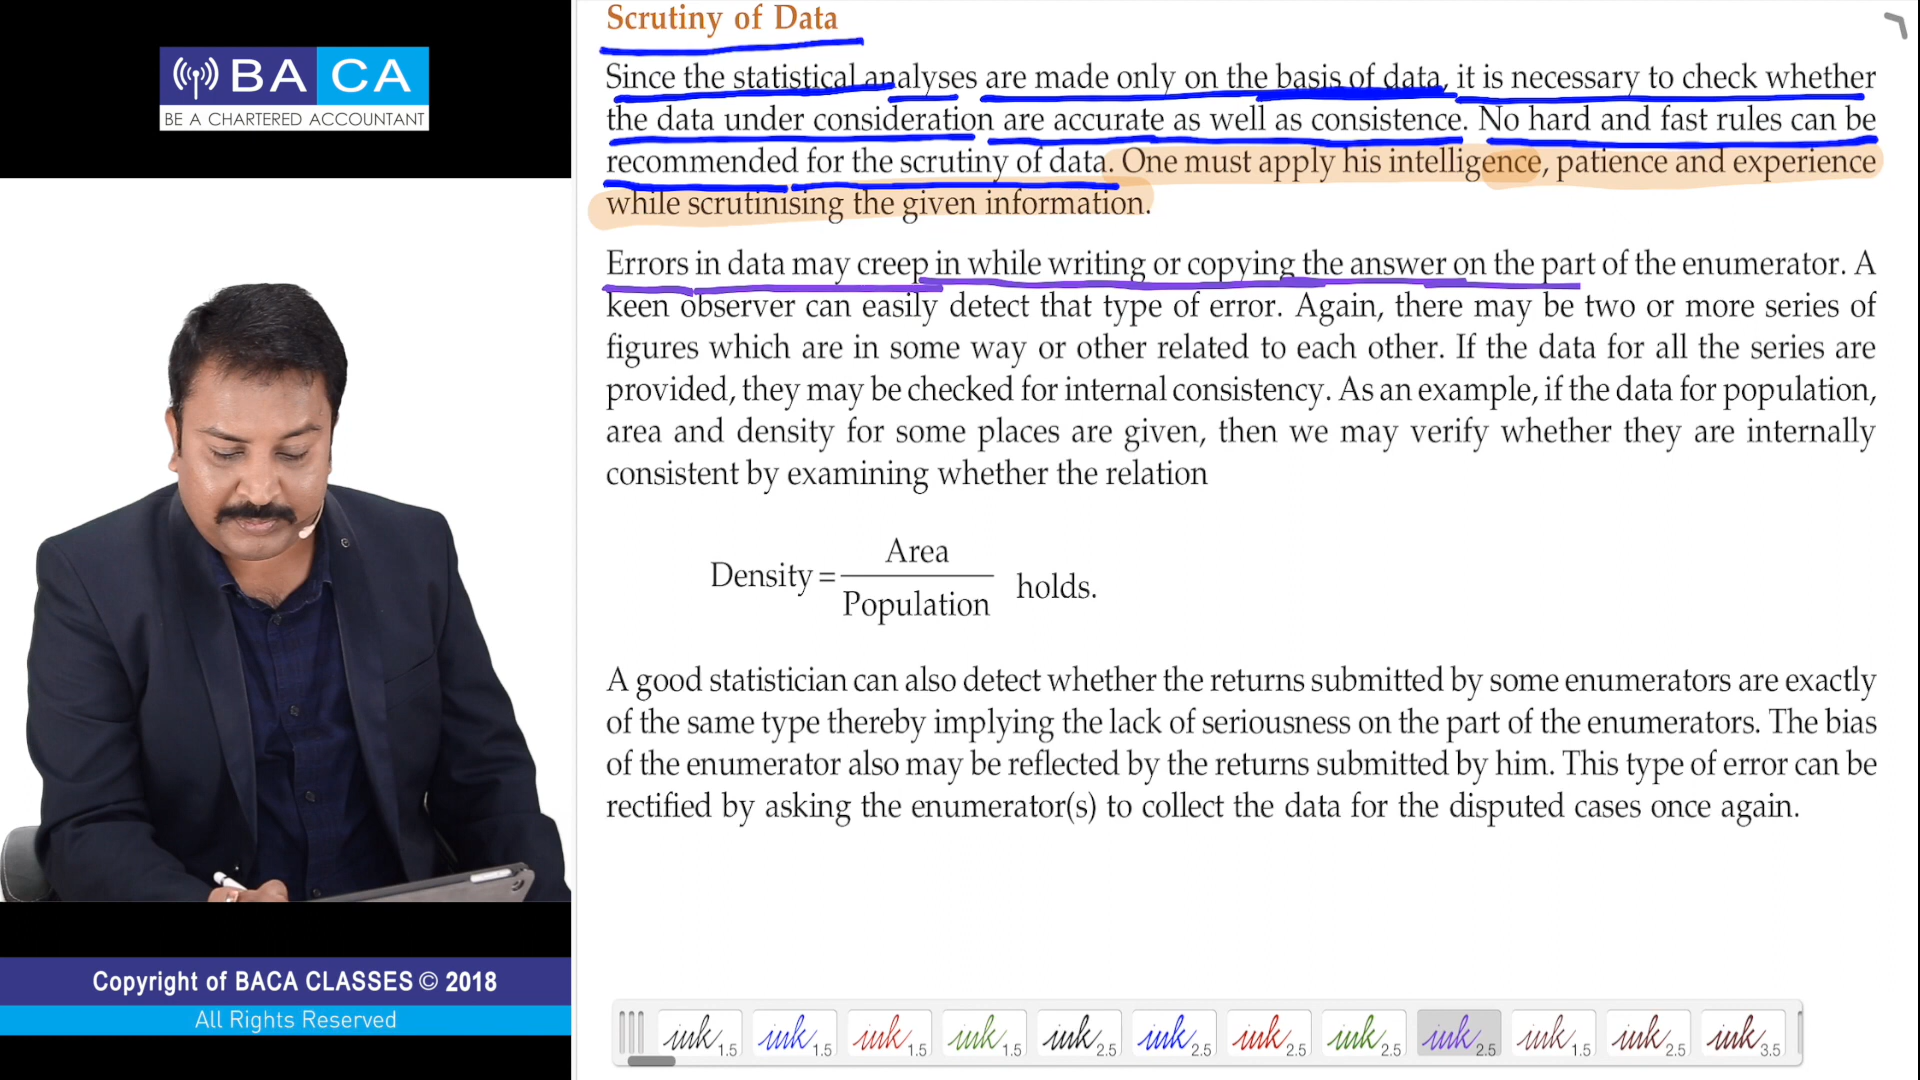 BA CA
BE A CHARTERED ACCOUNTANT
Scrutiny of Data
Since the statistical analyses are made only on the basis of data, it is necessary to check whether
the data under consideration are accurate as well as consistence. No hard and fast rules can be
recommended for the scrutiny of data. One must apply his intelligence, patience and experience
while scrutinising the given information.
Errors in data may creep in while writing or copying the answer on the part of the enumerator. A
keen observer can easily detect that type of error. Again, there may be two or more series of
figures which are in some way or other related to each other. If the data for all the series are
provided, they may be checked for internal consistency. As an example, if the data for population,
area and density for some places are given, then we may verify whether they are internally
consistent by examining whether the relation
Density = Area / Population holds.
A good statistician can also detect whether the returns submitted by some enumerators are exactly
of the same type thereby implying the lack of seriousness on the part of the enumerators. The bias
of the enumerator also may be reflected by the returns submitted by him. This type of error can be
rectified by asking the enumerator(s) to collect the data for the disputed cases once again.
Copyright of BACA CLASSES © 2018
All Rights Reserved
ink 1.5 ink 1.5 ink 1.5 ink 1.5 ink 2.5 ink 2.5 ink 2.5 ink 2.5 ink 2.5 ink 1.5 ink 2.5 ink 3.5